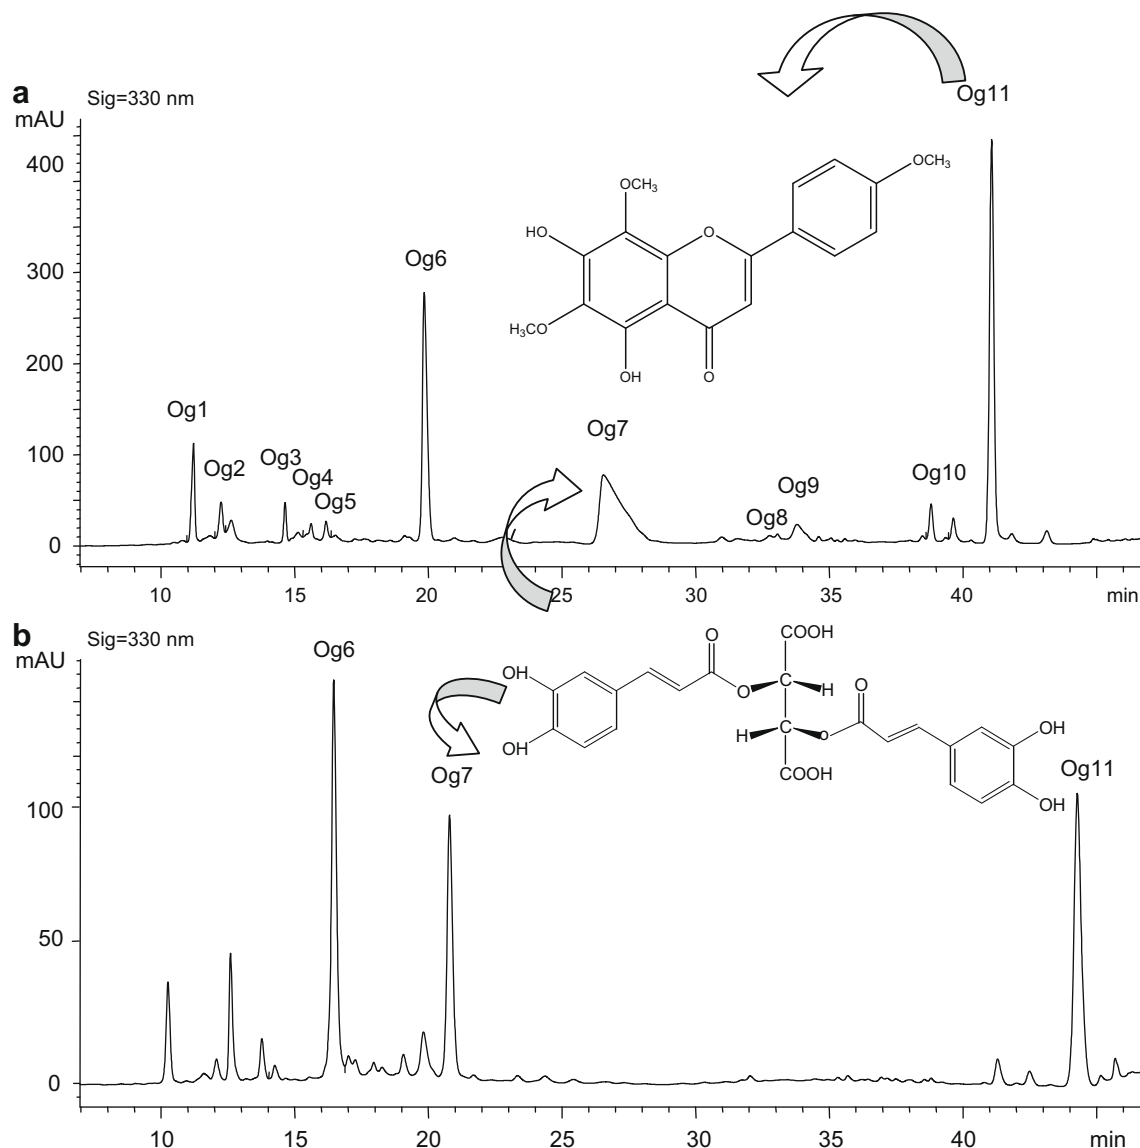 a
Sig=330 nm
mAU
Og11
400
OCH₃
OCH₃
HO
O
Og6
300
H₃CO
OH
O
200
Og1
Og7
100
Og2
Og3
Og4
Og5
Og8
Og9
Og10
0
10 15 20 25 30 35 40 min
b
Sig=330 nm
mAU
Og6
O
COOH
OH
O
C
H
O
H
C
O
OH
OH
COOH
OH
Og7
Og11
100
50
0
10 15 20 25 30 35 40 min